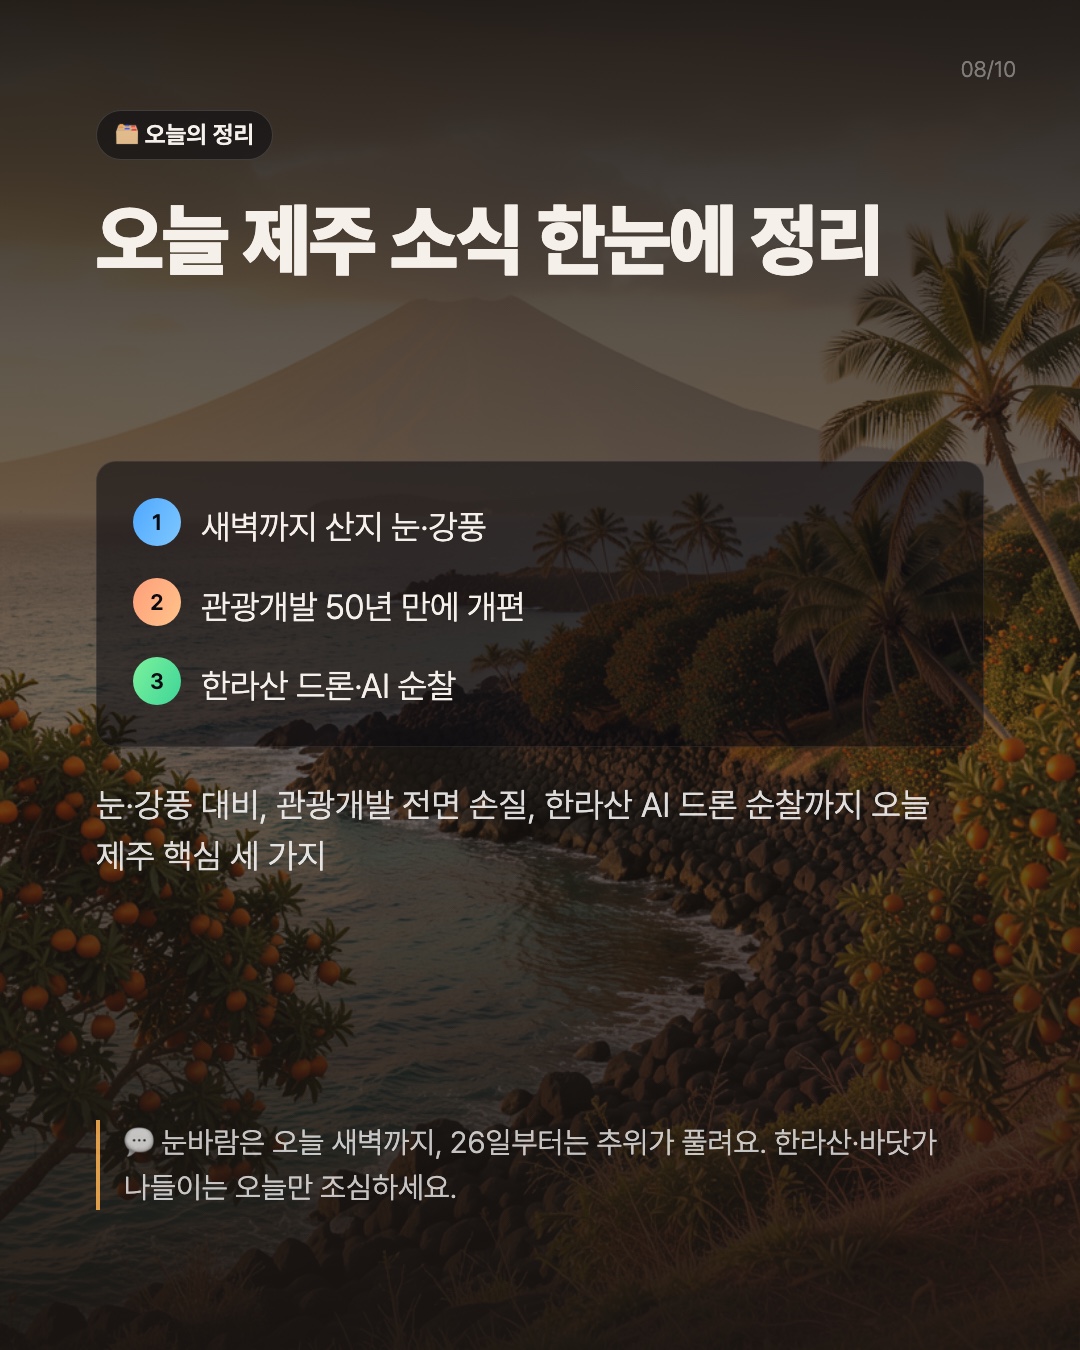 08/10
🗂️ 오늘의 정리
오늘 제주 소식 한눈에 정리
1 새벽까지 산지 눈·강풍
2 관광개발 50년 만에 개편
3 한라산 드론·AI 순찰
눈·강풍 대비, 관광개발 전면 손질, 한라산 AI 드론 순찰까지 오늘
제주 핵심 세 가지
💬 눈바람은 오늘 새벽까지, 26일부터는 추위가 풀려요. 한라산·바닷가
나들이는 오늘만 조심하세요.